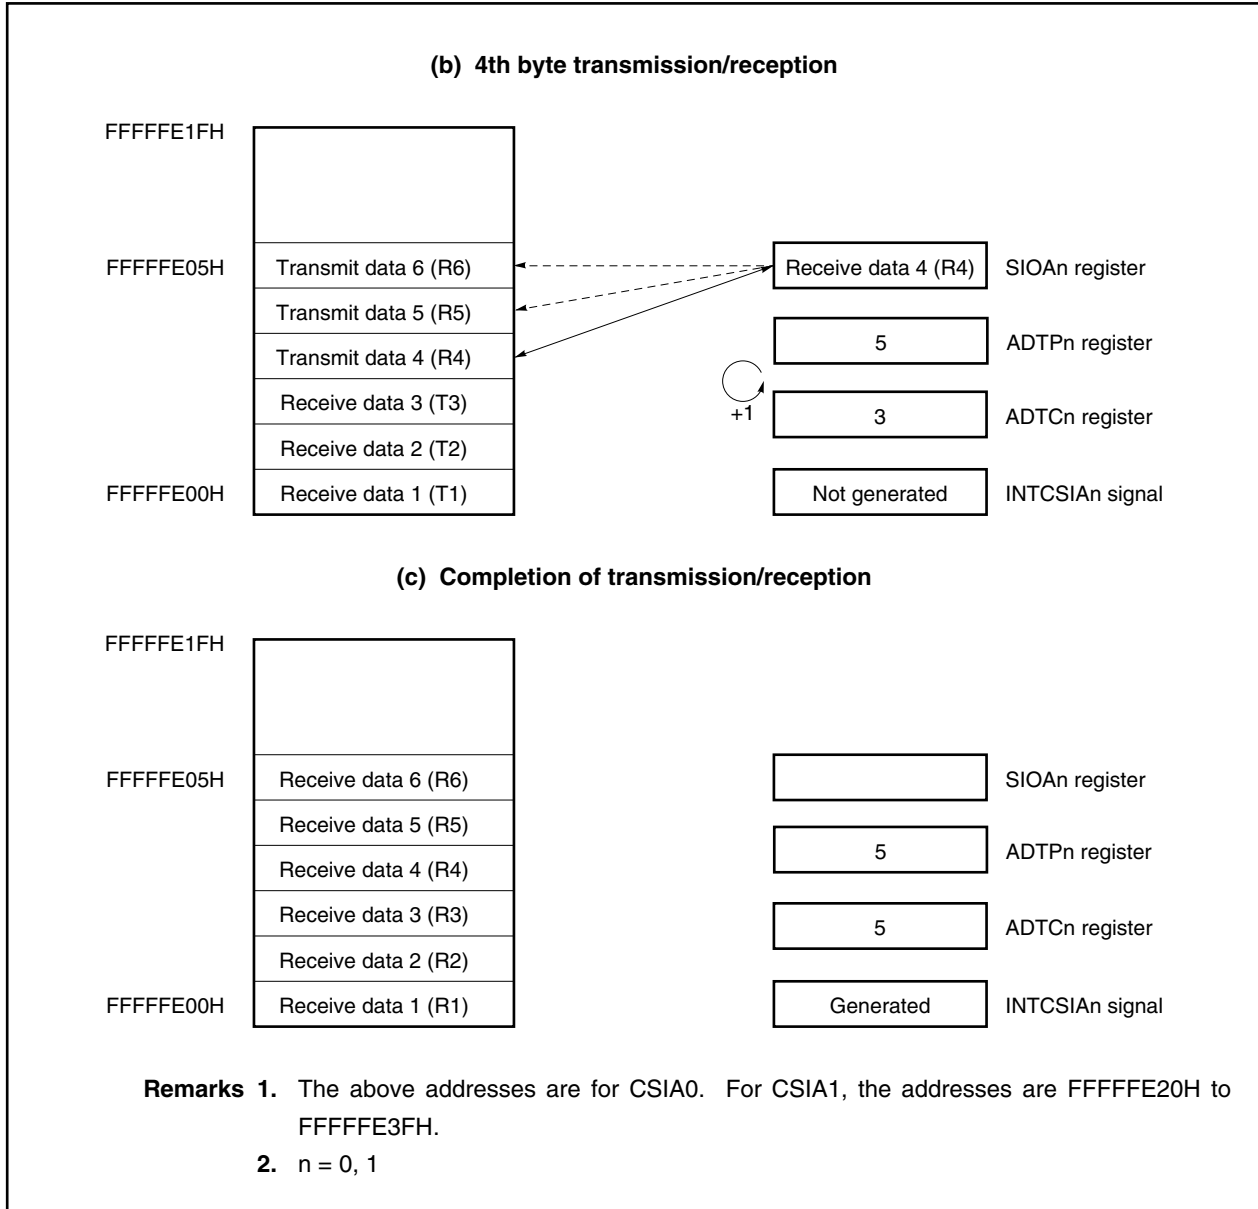 (b) 4th byte transmission/reception
FFFFFE1FH
FFFFFE05H
Transmit data 6 (R6)
Receive data 4 (R4)
SIOAn register
Transmit data 5 (R5)
5
ADTPn register
Transmit data 4 (R4)
Receive data 3 (T3)
+1
3
ADTCn register
Receive data 2 (T2)
FFFFFE00H
Receive data 1 (T1)
Not generated
INTCSIAn signal
(c) Completion of transmission/reception
FFFFFE1FH
FFFFFE05H
Receive data 6 (R6)
SIOAn register
Receive data 5 (R5)
5
ADTPn register
Receive data 4 (R4)
Receive data 3 (R3)
5
ADTCn register
Receive data 2 (R2)
FFFFFE00H
Receive data 1 (R1)
Generated
INTCSIAn signal
Remarks 1. The above addresses are for CSIA0. For CSIA1, the addresses are FFFFFE20H to
FFFFFE3FH.
2. n = 0, 1